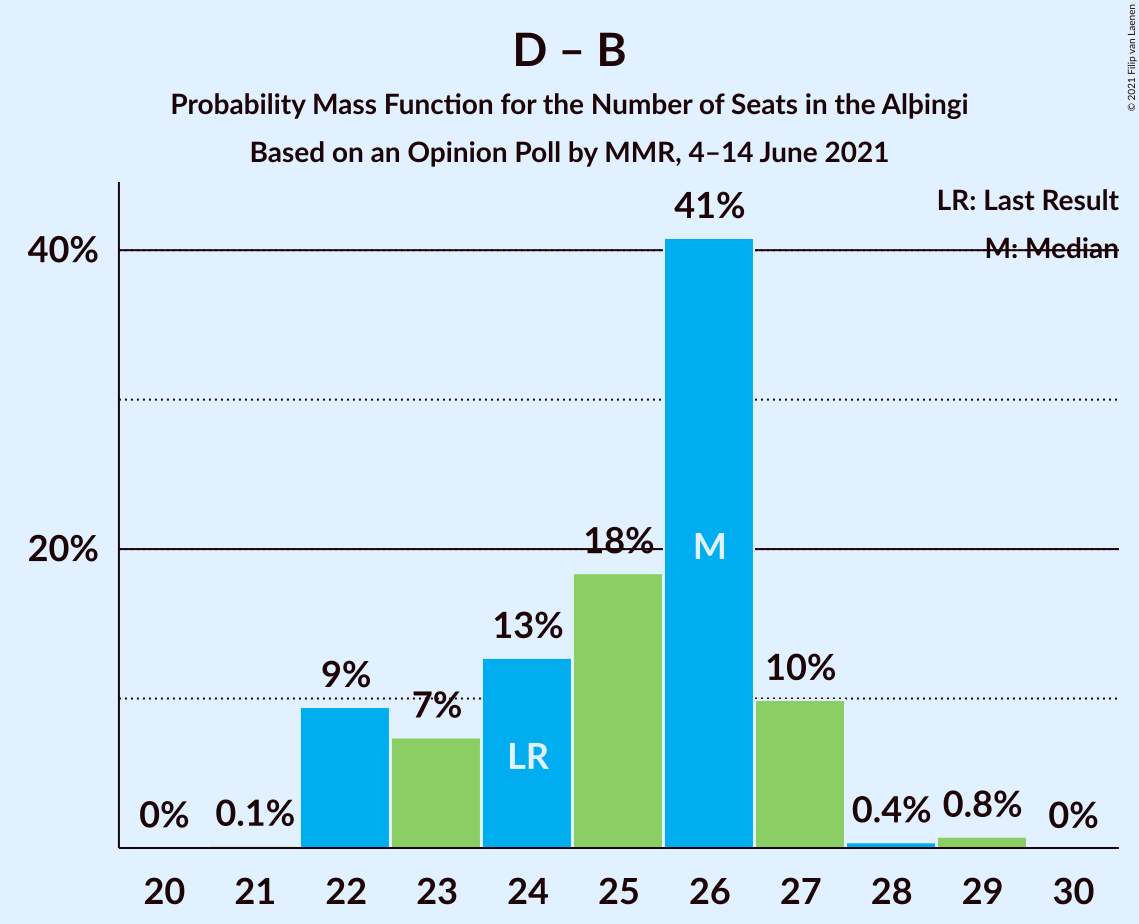 D – B
Probability Mass Function for the Number of Seats in the Alþingi
Based on an Opinion Poll by MMR, 4–14 June 2021
© 2021 Filip van Laenen
LR: Last Result
M: Median
40%
20%
0%
0.1%
9%
7%
13%
18%
41%
10%
0.4%
0.8%
0%
LR
M
20 21 22 23 24 25 26 27 28 29 30